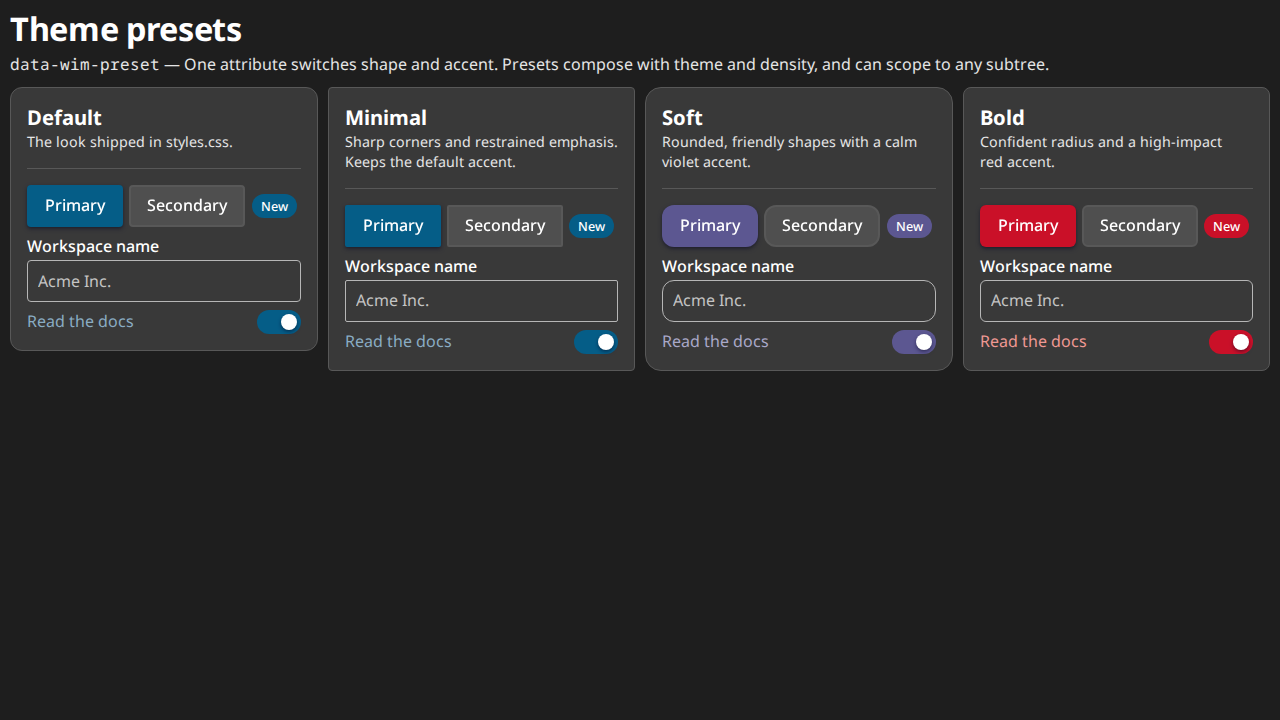 Theme presets
data-wim-preset — One attribute switches shape and accent. Presets compose with theme and density, and can scope to any subtree.
Default
The look shipped in styles.css.
Primary
Secondary
New
Workspace name
Acme Inc.
Read the docs
Minimal
Sharp corners and restrained emphasis.
Keeps the default accent.
Primary
Secondary
New
Workspace name
Acme Inc.
Read the docs
Soft
Rounded, friendly shapes with a calm
violet accent.
Primary
Secondary
New
Workspace name
Acme Inc.
Read the docs
Bold
Confident radius and a high-impact
red accent.
Primary
Secondary
New
Workspace name
Acme Inc.
Read the docs